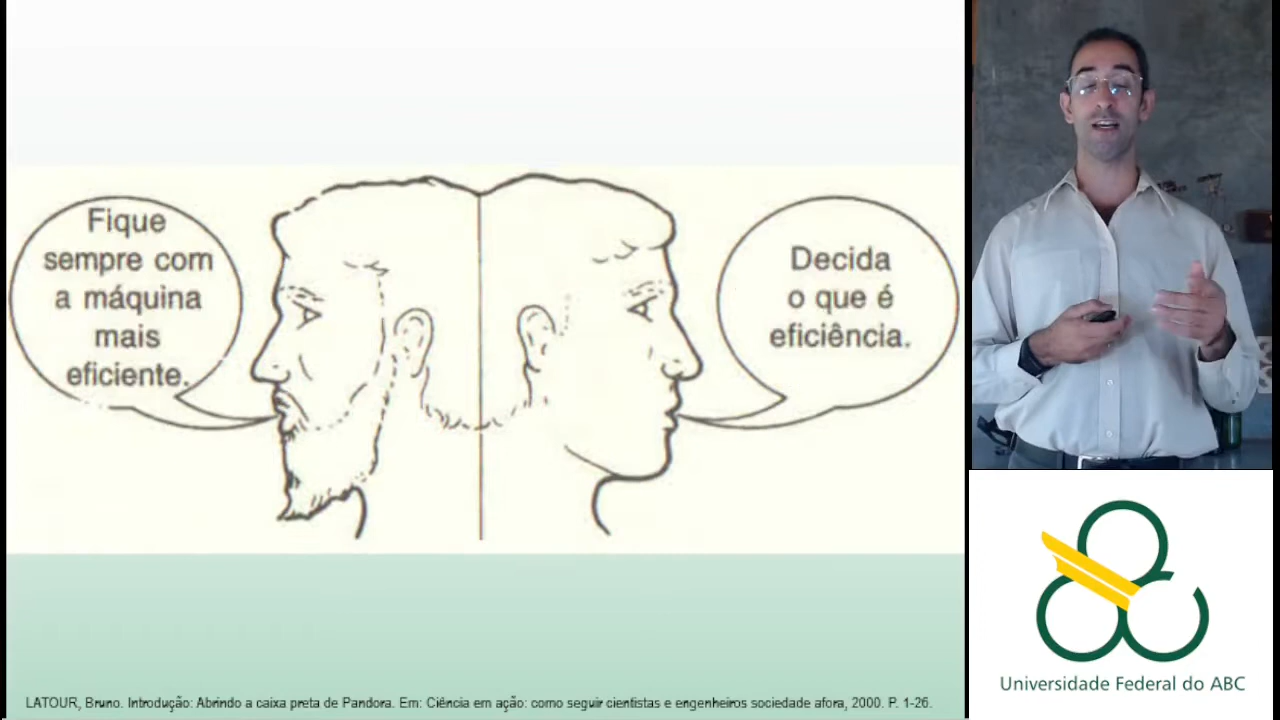 Fique
sempre com
a máquina
mais
eficiente.
Decida
o que é
eficiência.
LATOUR, Bruno. Introdução: Abrindo a caixa preta de Pandora. Em: Ciência em ação: como seguir cientistas e engenheiros sociedade afora, 2000. P. 1-26.
Universidade Federal do ABC